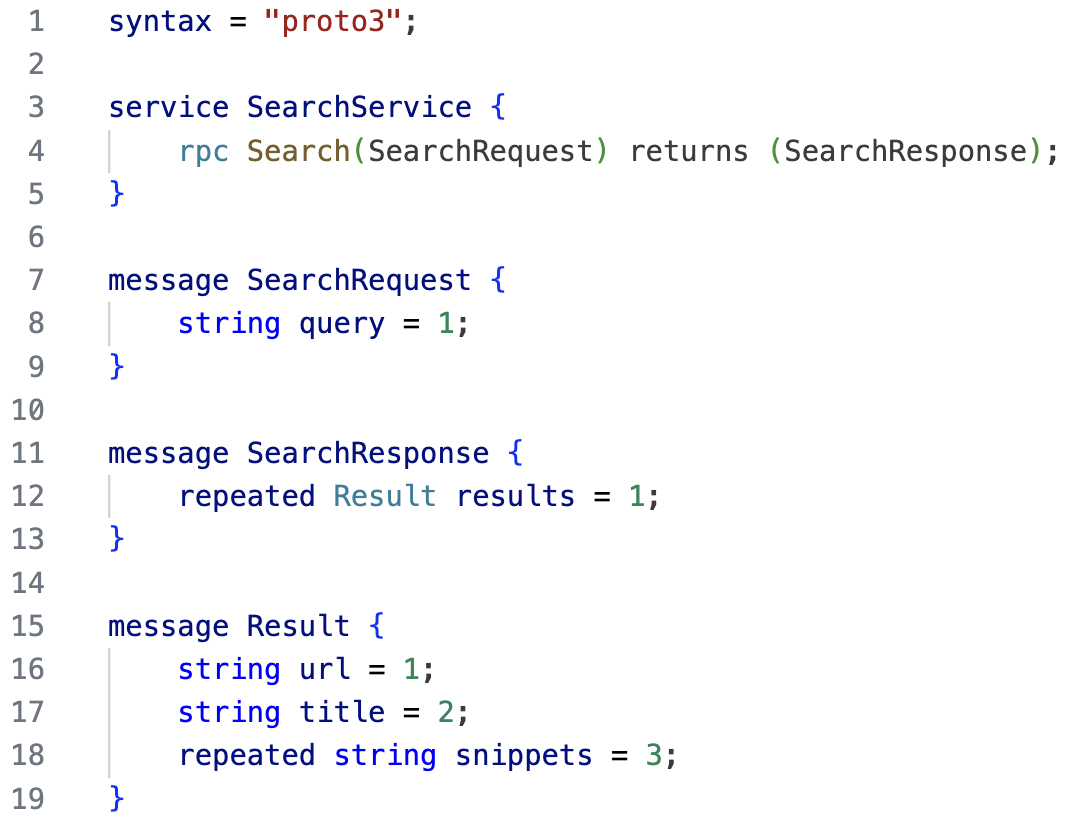 1 syntax = "proto3";
2
3 service SearchService {
4     rpc Search(SearchRequest) returns (SearchResponse);
5 }
6
7 message SearchRequest {
8     string query = 1;
9 }
10
11 message SearchResponse {
12     repeated Result results = 1;
13 }
14
15 message Result {
16     string url = 1;
17     string title = 2;
18     repeated string snippets = 3;
19 }